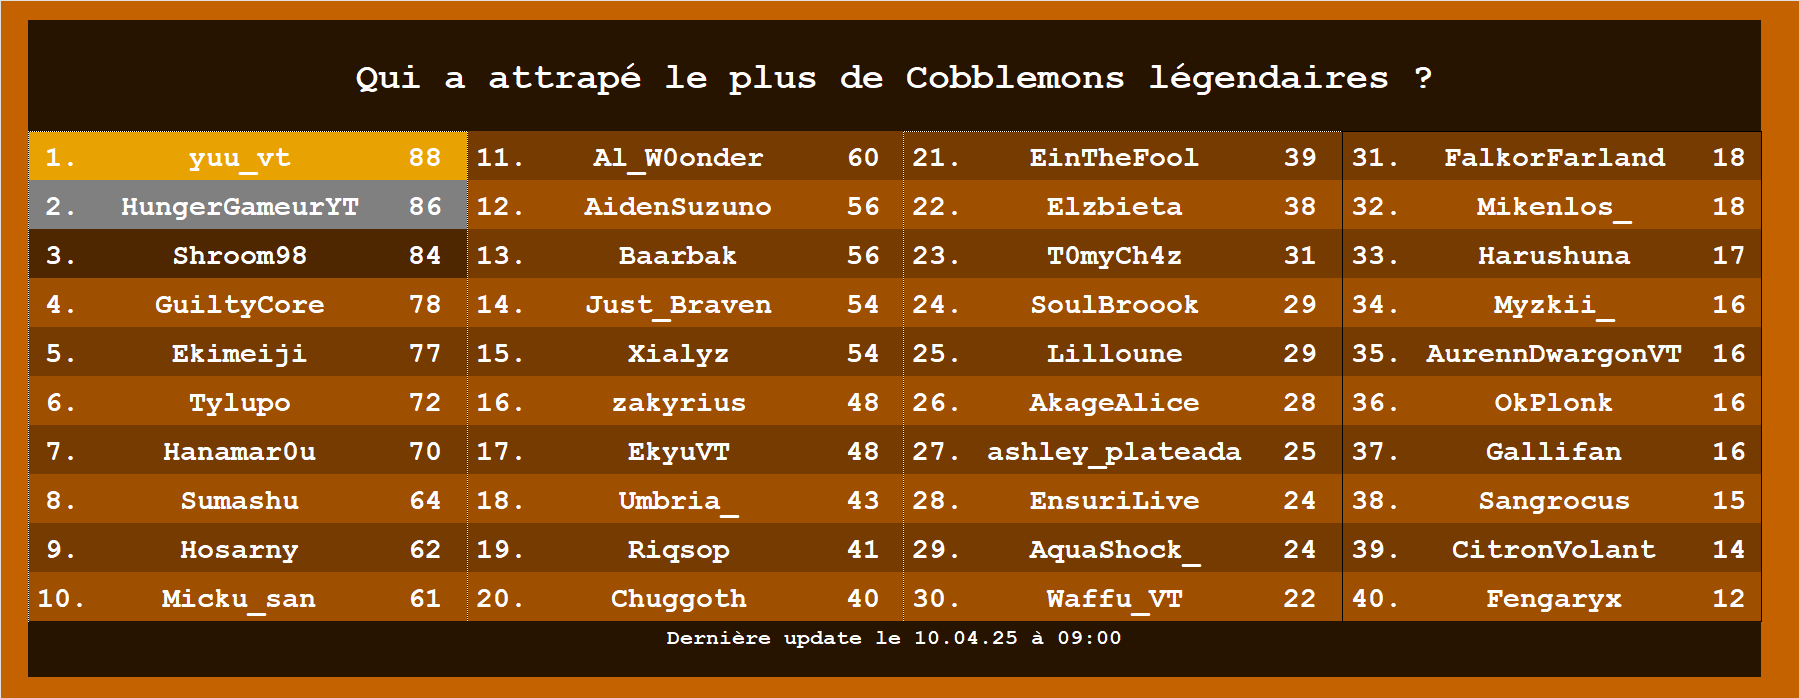 Qui a attrapé le plus de Cobblemons légendaires ?
1. yuu_vt 88 11. Al_W0onder 60 21. EinTheFool 39 31. FalkorFarland 18
2. HungerGameurYT 86 12. AidenSuzuno 56 22. Elzbieta 38 32. Mikenlos_ 18
3. Shroom98 84 13. Baarbak 56 23. T0myCh4z 31 33. Harushuna 17
4. GuiltyCore 78 14. Just_Braven 54 24. SoulBroook 29 34. Myzkii_ 16
5. Ekimeiji 77 15. Xialyz 54 25. Lilloune 29 35. AurennDwargonVT 16
6. Tylupo 72 16. zakyrius 48 26. AkageAlice 28 36. OkPlonk 16
7. Hanamar0u 70 17. EkyuVT 48 27. ashley_plateada 25 37. Gallifan 16
8. Sumashu 64 18. Umbria_ 43 28. EnsuriLive 24 38. Sangrocus 15
9. Hosarny 62 19. Riqsop 41 29. AquaShock_ 24 39. CitronVolant 14
10. Micku_san 61 20. Chuggoth 40 30. Waffu_VT 22 40. Fengaryx 12
Dernière update le 10.04.25 à 09:00